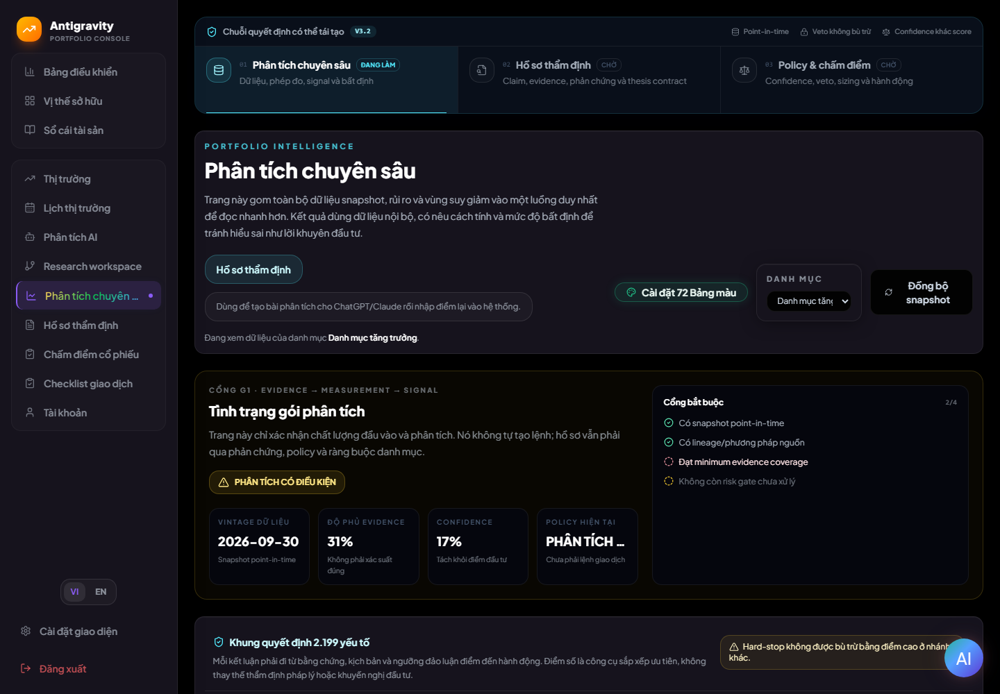 Antigravity
PORTFOLIO CONSOLE
Bảng điều khiển
Vị thế sở hữu
Sổ cái tài sản
Thị trường
Lịch thị trường
Phân tích AI
Research workspace
Phân tích chuyên ...
Hồ sơ thẩm định
Chấm điểm cổ phiếu
Checklist giao dịch
Tài khoản
VI EN
Cài đặt giao diện
Đăng xuất
Chuỗi quyết định có thể tái tạo V3.2
Point-in-time Veto không bù trừ Confidence khác score
01 Phân tích chuyên sâu ĐANG LÀM
Dữ liệu, phép đo, signal và bất định
02 Hồ sơ thẩm định CHỜ
Claim, evidence, phản chứng và thesis contract
03 Policy & chấm điểm CHỜ
Confidence, veto, sizing và hành động
PORTFOLIO INTELLIGENCE
Phân tích chuyên sâu
Trang này gom toàn bộ dữ liệu snapshot, rủi ro và vùng suy giảm vào một luồng duy nhất
để đọc nhanh hơn. Kết quả dùng dữ liệu nội bộ, có nêu cách tính và mức độ bất định để
tránh hiểu sai như lời khuyên đầu tư.
Hồ sơ thẩm định
Dùng để tạo bài phân tích cho ChatGPT/Claude rồi nhập điểm lại vào hệ thống.
Đang xem dữ liệu của danh mục Danh mục tăng trưởng.
Cài đặt 72 Bảng màu
DANH MỤC
Danh mục tăng
Đồng bộ
snapshot
CỔNG G1 · EVIDENCE → MEASUREMENT → SIGNAL
Tình trạng gói phân tích
Trang này chỉ xác nhận chất lượng đầu vào và phân tích. Nó không tự tạo lệnh; hồ sơ vẫn phải
qua phản chứng, policy và ràng buộc danh mục.
PHÂN TÍCH CÓ ĐIỀU KIỆN
VINTAGE DỮ LIỆU
2026-09-30
Snapshot point-in-time
ĐỘ PHỦ EVIDENCE
31%
Không phải xác suất
đúng
CONFIDENCE
17%
Tách khỏi điểm đầu tư
POLICY HIỆN TẠI
PHÂN TÍCH ...
Chưa phải lệnh giao dịch
Cổng bắt buộc 2/4
Có snapshot point-in-time
Có lineage/phương pháp nguồn
Đạt minimum evidence coverage
Không còn risk gate chưa xử lý
Khung quyết định 2.199 yếu tố
Mỗi kết luận phải đi từ bằng chứng, kịch bản và ngưỡng đảo luận điểm đến hành động. Điểm số là công cụ sắp xếp ưu tiên, không
thay thế thẩm định pháp lý hoặc khuyến nghị đầu tư.
Hard-stop không được bù trừ bằng điểm cao ở nhánh
khác.
AI